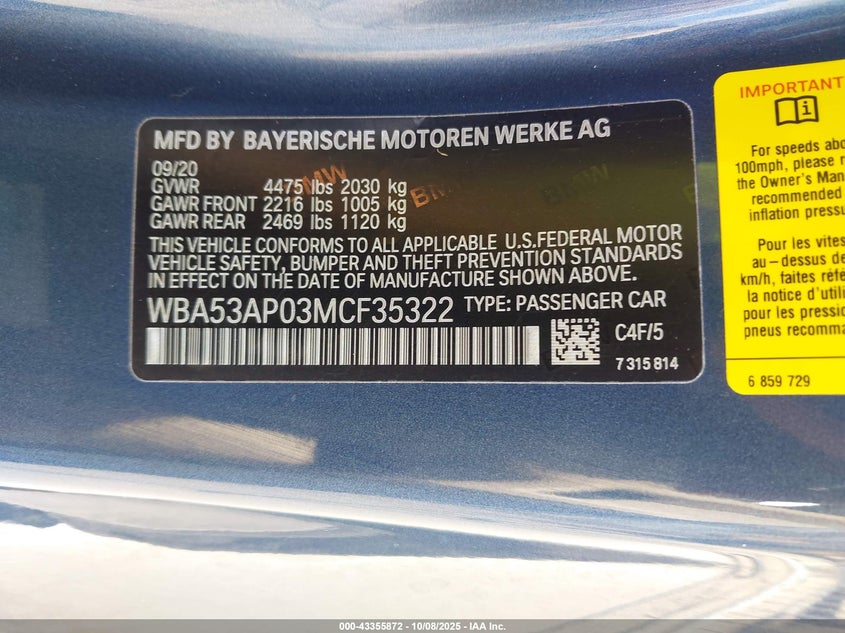 MFD BY BAYERISCHE MOTOREN WERKE AG
09/20
GVWR 4475 lbs 2030 kg
GAWR FRONT 2216 lbs 1005 kg
GAWR REAR 2469 lbs 1120 kg
THIS VEHICLE CONFORMS TO ALL APPLICABLE U.S.FEDERAL MOTOR
VEHICLE SAFETY, BUMPER AND THEFT PREVENTION STANDARDS
IN EFFECT ON THE DATE OF MANUFACTURE SHOWN ABOVE.
WBA53AP03MCF35322 TYPE: PASSENGER CAR
C4F/5
7 315 814
BMW
BMW
BMW
IMPORTANT
For speeds abo
100mph, please r
the Owner's Man
recommended
inflation pressu
Pour les vites
au-dessus de
km/h, faites réfé
la notice d'utili
pour les pression
pneus recomma
6 859 729
000-43355872 - 10/08/2025 - IAA Inc.